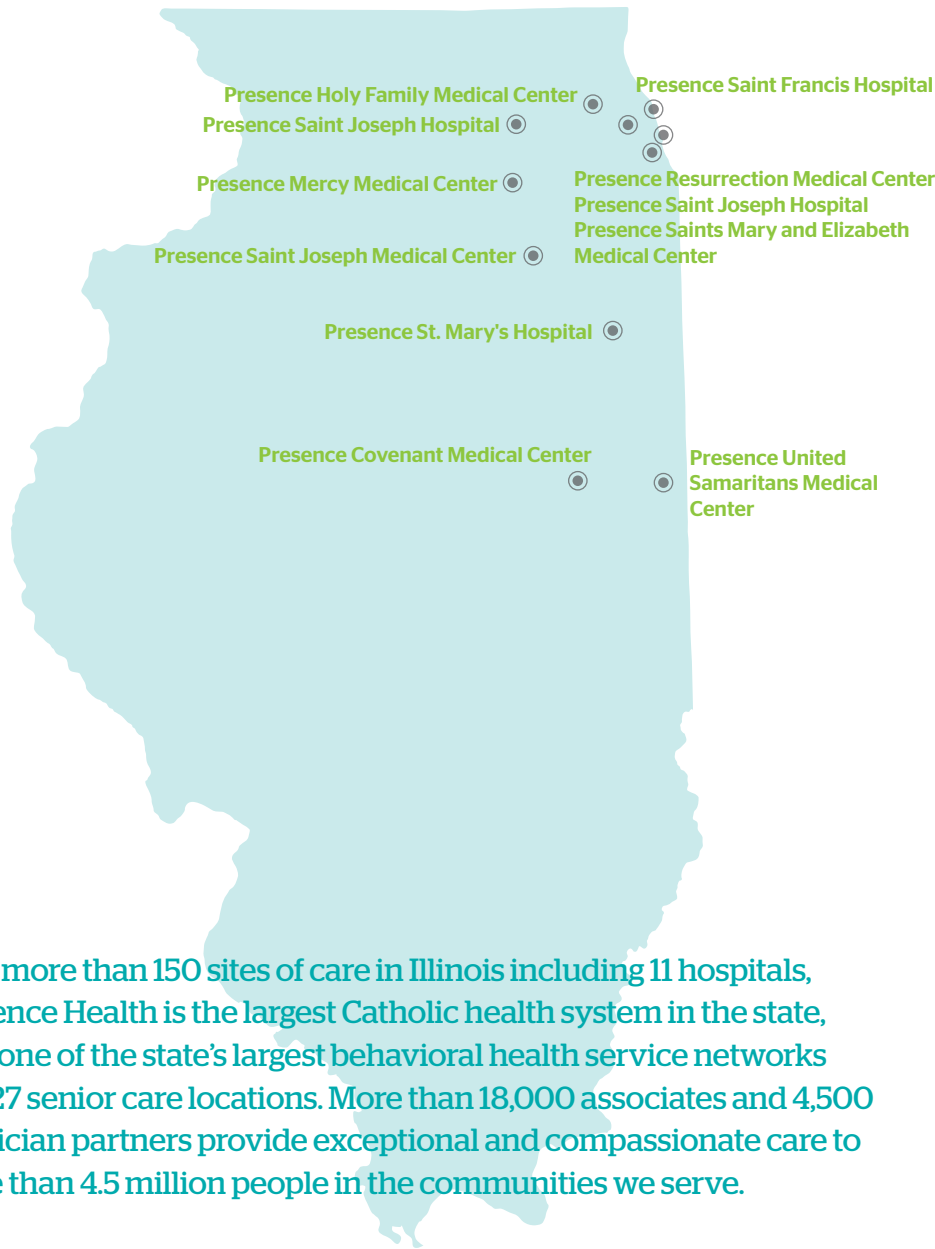 Presence Holy Family Medical Center
Presence Saint Francis Hospital
Presence Saint Joseph Hospital
Presence Mercy Medical Center
Presence Resurrection Medical Center
Presence Saint Joseph Hospital
Presence Saints Mary and Elizabeth
Medical Center
Presence Saint Joseph Medical Center
Presence St. Mary's Hospital
Presence Covenant Medical Center
Presence United
Samaritans Medical
Center
more than 150 sites of care in Illinois including 11 hospitals,
ence Health is the largest Catholic health system in the state,
one of the state's largest behavioral health service networks
27 senior care locations. More than 18,000 associates and 4,500
ician partners provide exceptional and compassionate care to
than 4.5 million people in the communities we serve.